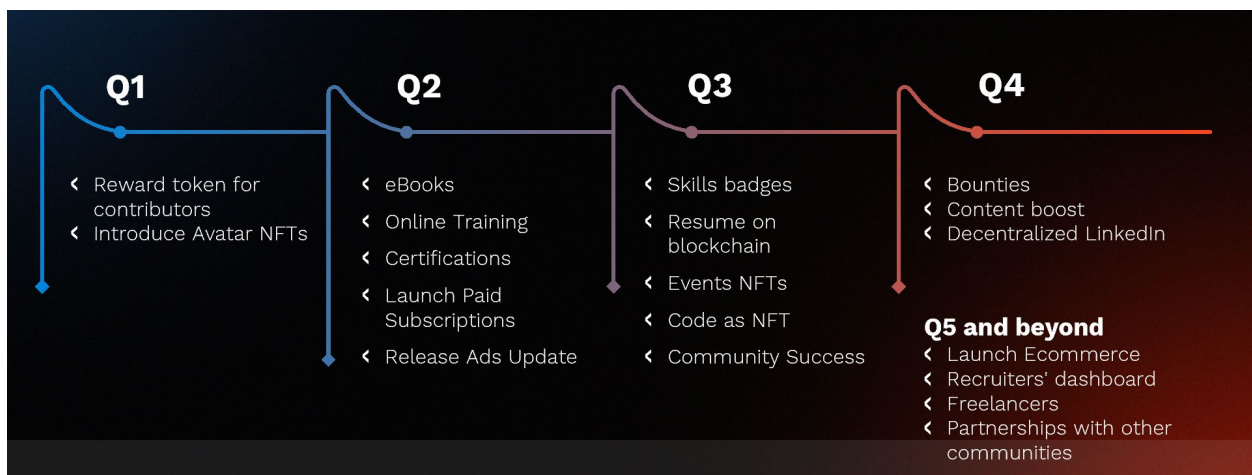 Q1
Reward token for
contributors
Introduce Avatar NFTs
Q2
eBooks
Online Training
Certifications
Launch Paid
Subscriptions
Release Ads Update
Q3
Skills badges
Resume on
blockchain
Events NFTs
Code as NFT
Community Success
Q4
Bounties
Content boost
Decentralized LinkedIn
Q5 and beyond
Launch Ecommerce
Recruiters' dashboard
Freelancers
Partnerships with other
communities